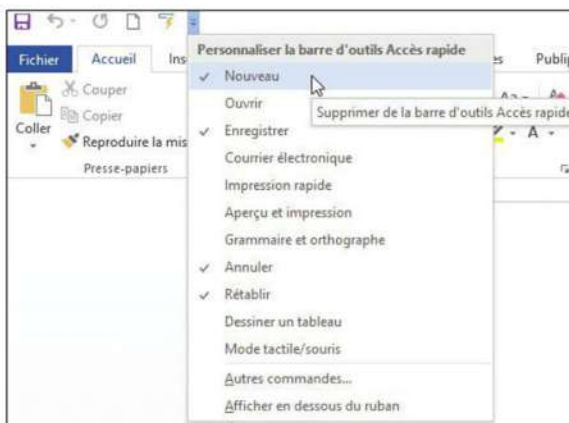 Personnaliser la barre d'outils Accès rapide
Fichier Accueil Ins es Publip
Nouveau
Couper
Ouvrir
Supprimer de la barre d'outils Accès rapide
Copier
Enregistrer
Coller
Reproduire la mis
Courrier électronique
Presse-papiers
Impression rapide
Aperçu et impression
Grammaire et orthographe
Annuler
Rétablir
Dessiner un tableau
Mode tactile/souris
Autres commandes...
Afficher en dessous du ruban